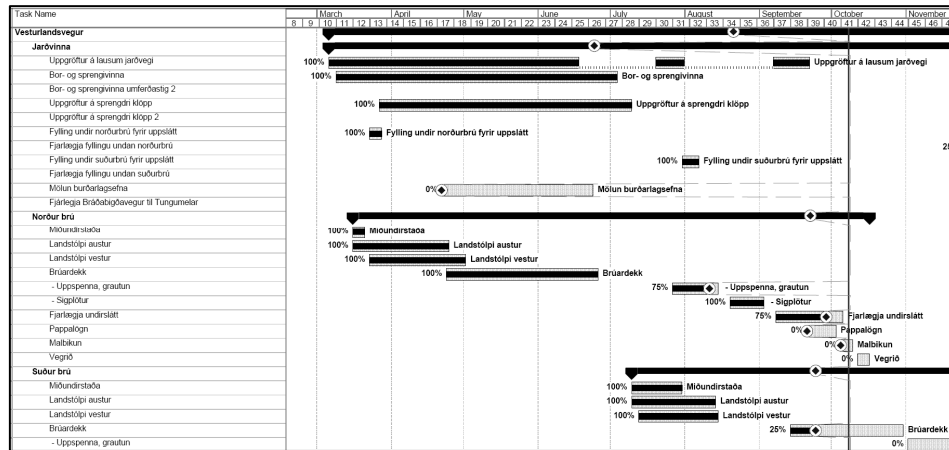 Task Name March April May June July August September October November
8 9 10 11 12 13 14 15 16 17 18 19 20 21 22 23 24 25 26 27 28 29 30 31 32 33 34 35 36 37 38 39 40 41 42 43 44 45 46
Vesturlandsvegur
Jarðvinna
Uppgröftur á lausum jarðvegi 100% Uppgröftur á lausum jarðvegi
Bor- og sprengivinna 100% Bor- og sprengivinna
Bor- og sprengivinna umferðastig 2
Uppgröftur á sprengdri klöpp 100% Uppgröftur á sprengdri klöpp
Uppgröftur á sprengdri klöpp 2
Fylling undir norðurbrú fyrir uppslátt 100% Fylling undir norðurbrú fyrir uppslátt
Fjarlægja fyllingu undan norðurbrú
Fylling undir suðurbrú fyrir uppslátt 100% Fylling undir suðurbrú fyrir uppslátt
Fjarlægja fyllingu undan suðurbrú
Mölun burðarlagsefna 0% Mölun burðarlagsefna
Fjárlegja Bráðabigðavegur til Tungumelar
Norður brú
Miðundirstaða 100% Miðundirstaða
Landstólpi austur 100% Landstólpi austur
Landstólpi vestur 100% Landstólpi vestur
Brúardekk 100% Brúardekk
- Uppspenna, grautun 75% - Uppspenna, grautun
- Sigplötur 100% - Sigplötur
Fjarlægja undirslátt 75% Fjarlægja undirslátt
Pappalögn 0% Pappalögn
Malbikun 0% Malbikun
Vegrið 0% Vegrið
Suður brú
Miðundirstaða 100% Miðundirstaða
Landstólpi austur 100% Landstólpi austur
Landstólpi vestur 100% Landstólpi vestur
Brúardekk 25% Brúardekk
- Uppspenna, grautun 0%